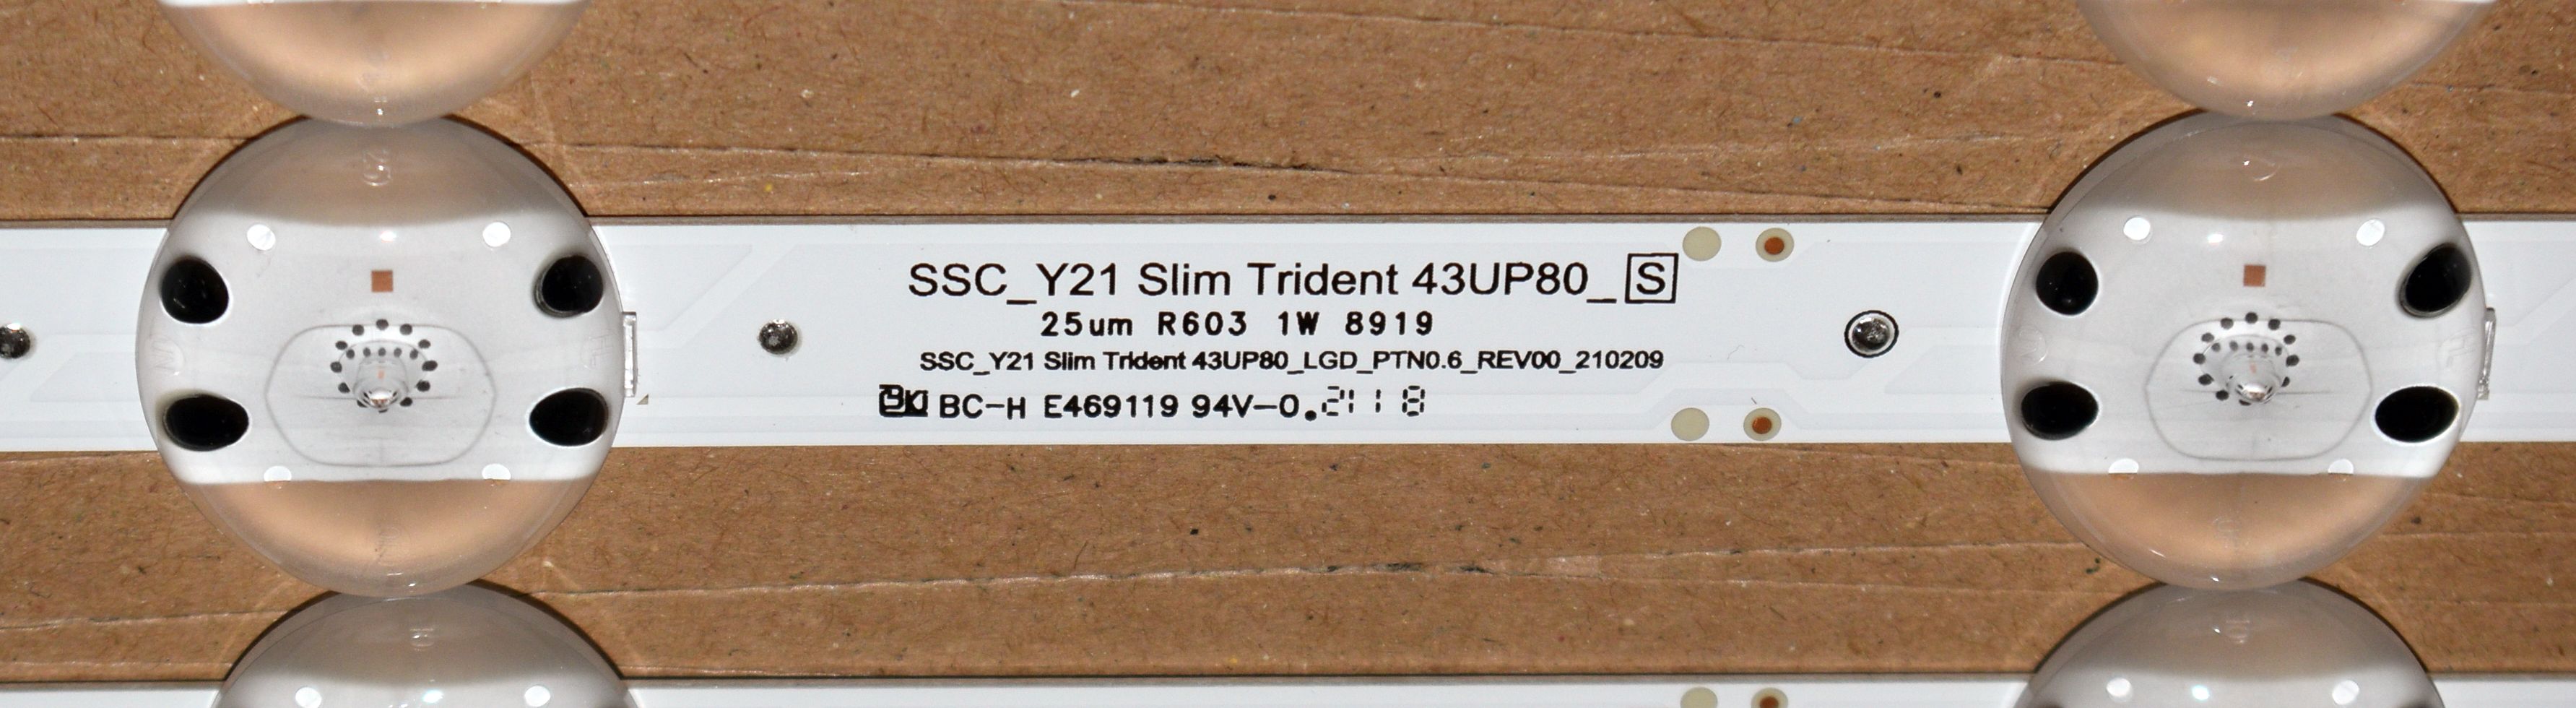 SSC_Y21 Slim Trident 43UP80_S
25um R603 1W 8919
SSC_Y21 Slim Trident 43UP80_LGD_PTN0.6_REV00_210209
BC-H E469119 94V-0. 2118